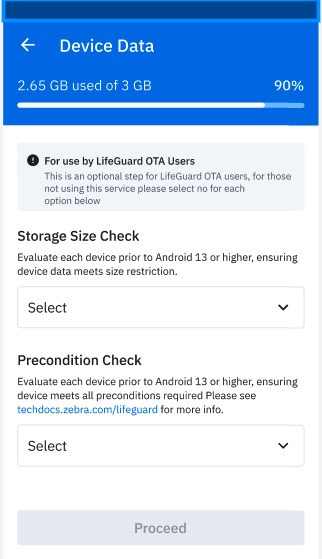 Device Data
2.65 GB used of 3 GB 90%
For use by LifeGuard OTA Users
This is an optional step for LifeGuard OTA users, for those
not using this service please select no for each
option below
Storage Size Check
Evaluate each device prior to Android 13 or higher, ensuring
device data meets size restriction.
Select
Precondition Check
Evaluate each device prior to Android 13 or higher, ensuring
device meets all preconditions required Please see
techdocs.zebra.com/lifeguard for more info.
Select
Proceed